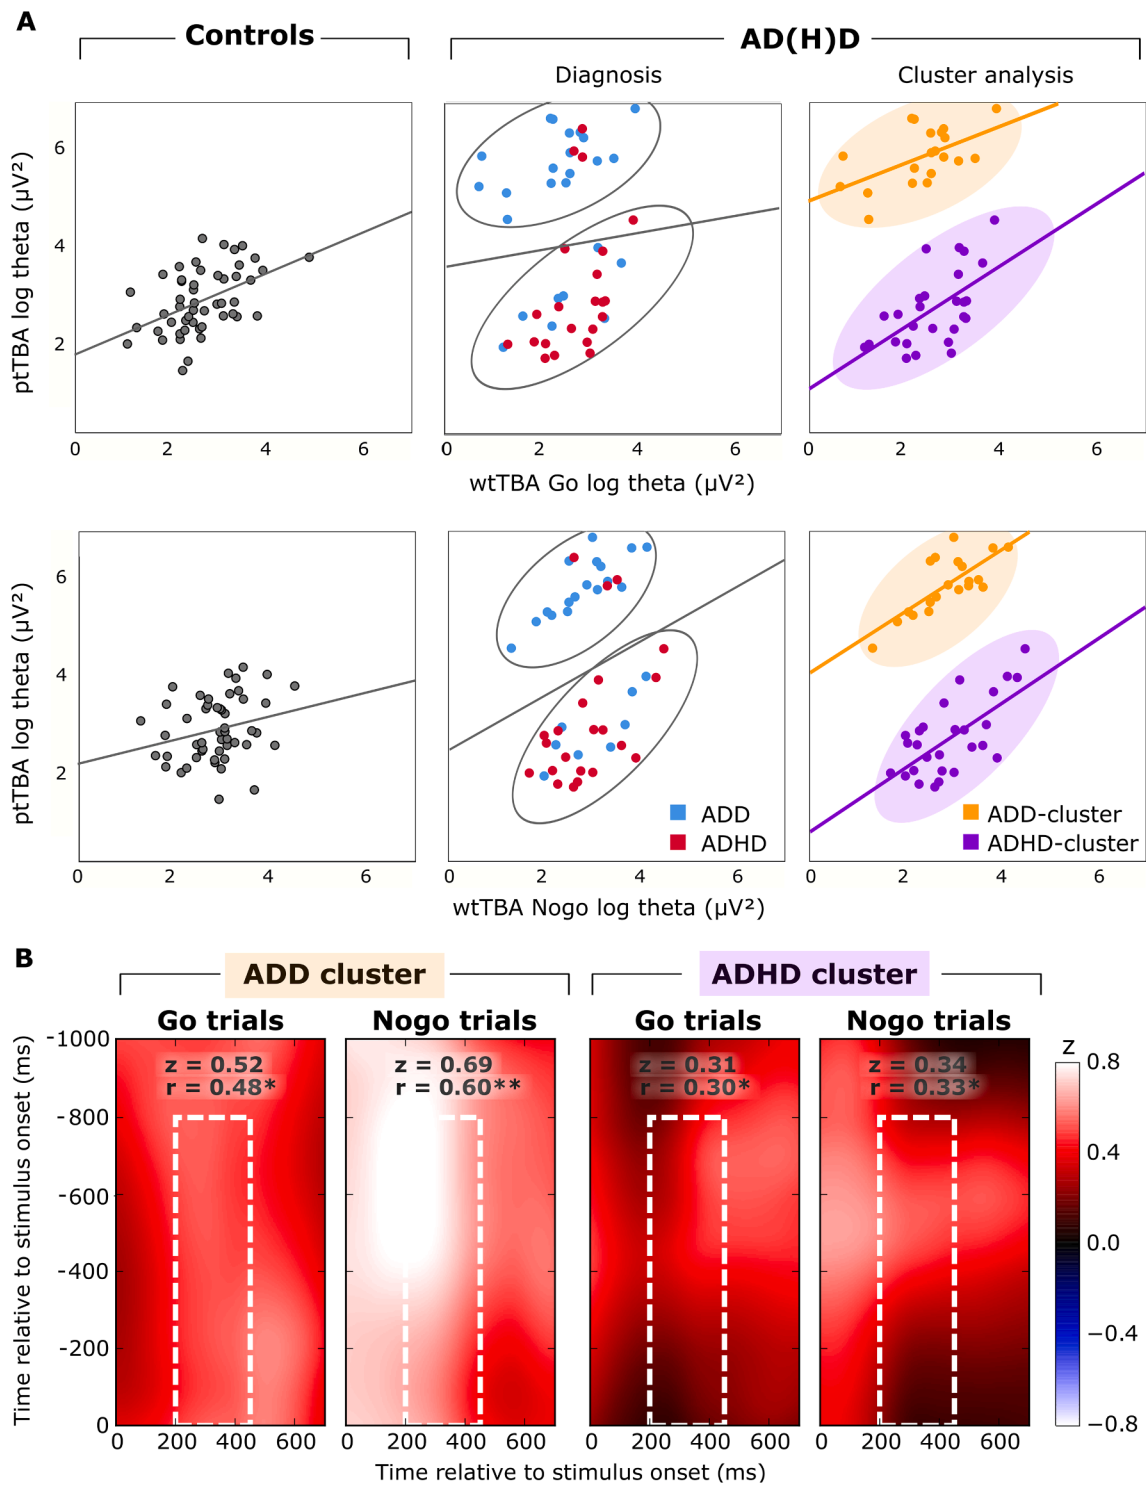 A
Controls
AD(H)D
Diagnosis
Cluster analysis
ptTBA log theta (µV²)
6
4
2
0 2 4 6
0 2 4 6
0 2 4 6
wtTBA Go log theta (µV²)
ptTBA log theta (µV²)
6
4
2
ADD
ADHD
ADD-cluster
ADHD-cluster
0 2 4 6
0 2 4 6
0 2 4 6
wtTBA Nogo log theta (µV²)
B
ADD cluster
ADHD cluster
Go trials
Nogo trials
Go trials
Nogo trials
Time relative to stimulus onset (ms)
-1000
-800
-600
-400
-200
0
z = 0.52
r = 0.48*
z = 0.69
r = 0.60**
z = 0.31
r = 0.30*
z = 0.34
r = 0.33*
z
0.8
0.4
0.0
−0.4
−0.8
0 200 400 600
0 200 400 600
0 200 400 600
0 200 400 600
Time relative to stimulus onset (ms)